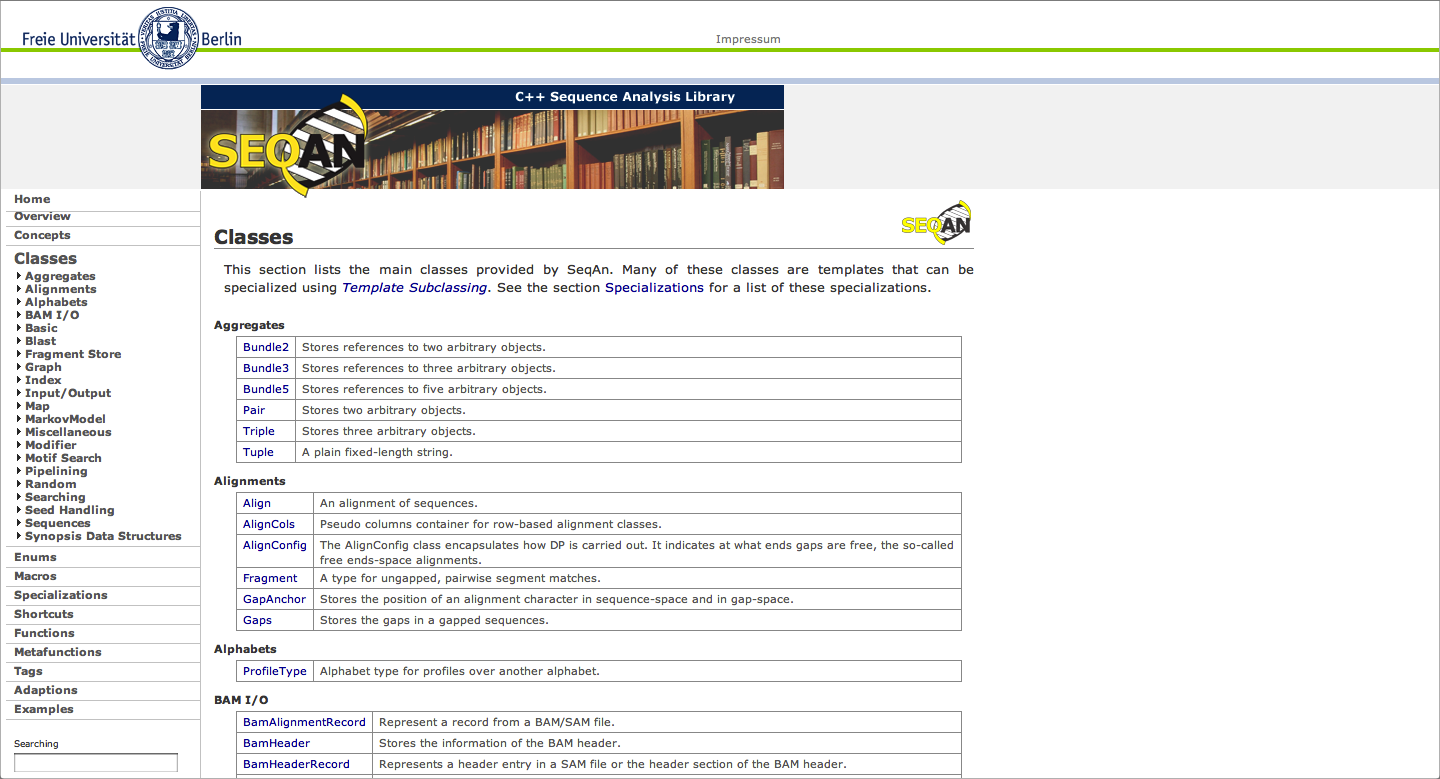 Freie Universität Berlin
Impressum
C++ Sequence Analysis Library
SEQAN
Home
Overview
Concepts
Classes
Aggregates
Alignments
Alphabets
BAM I/O
Basic
Blast
Fragment Store
Graph
Index
Input/Output
Map
MarkovModel
Miscellaneous
Modifier
Motif Search
Pipelining
Random
Searching
Seed Handling
Sequences
Synopsis Data Structures
Enums
Macros
Specializations
Shortcuts
Functions
Metafunctions
Tags
Adaptions
Examples
Searching
SEQAN
Classes
This section lists the main classes provided by SeqAn. Many of these classes are templates that can be
specialized using Template Subclassing. See the section Specializations for a list of these specializations.
Aggregates
Bundle2 Stores references to two arbitrary objects.
Bundle3 Stores references to three arbitrary objects.
Bundle5 Stores references to five arbitrary objects.
Pair Stores two arbitrary objects.
Triple Stores three arbitrary objects.
Tuple A plain fixed-length string.
Alignments
Align An alignment of sequences.
AlignCols Pseudo columns container for row-based alignment classes.
AlignConfig The AlignConfig class encapsulates how DP is carried out. It indicates at what ends gaps are free, the so-called
free ends-space alignments.
Fragment A type for ungapped, pairwise segment matches.
GapAnchor Stores the position of an alignment character in sequence-space and in gap-space.
Gaps Stores the gaps in a gapped sequences.
Alphabets
ProfileType Alphabet type for profiles over another alphabet.
BAM I/O
BamAlignmentRecord Represent a record from a BAM/SAM file.
BamHeader Stores the information of the BAM header.
BamHeaderRecord Represents a header entry in a SAM file or the header section of the BAM header.